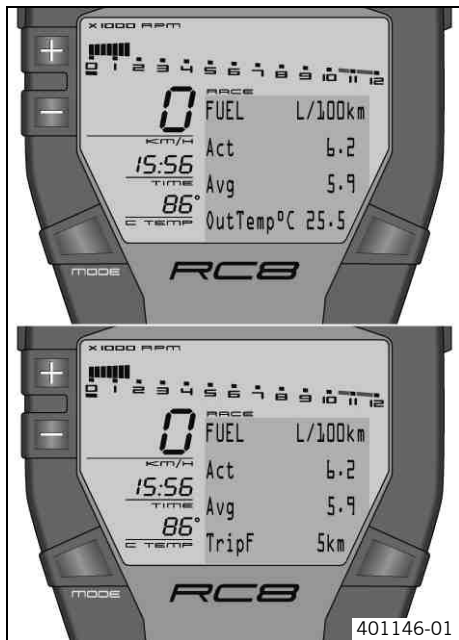 x1000 RPM
0 1 2 3 4 5 6 7 8 9 10 11 12
RACE
0
KM/H
FUEL L/100km
Act 6.2
15:56
TIME
Avg 5.9
86°
C TEMP
OutTemp°C 25.5
MODE
RC8
x1000 RPM
0 1 2 3 4 5 6 7 8 9 10 11 12
RACE
0
KM/H
FUEL L/100km
Act 6.2
15:56
TIME
Avg 5.9
86°
C TEMP
TripF 5km
MODE
RC8
401146-01